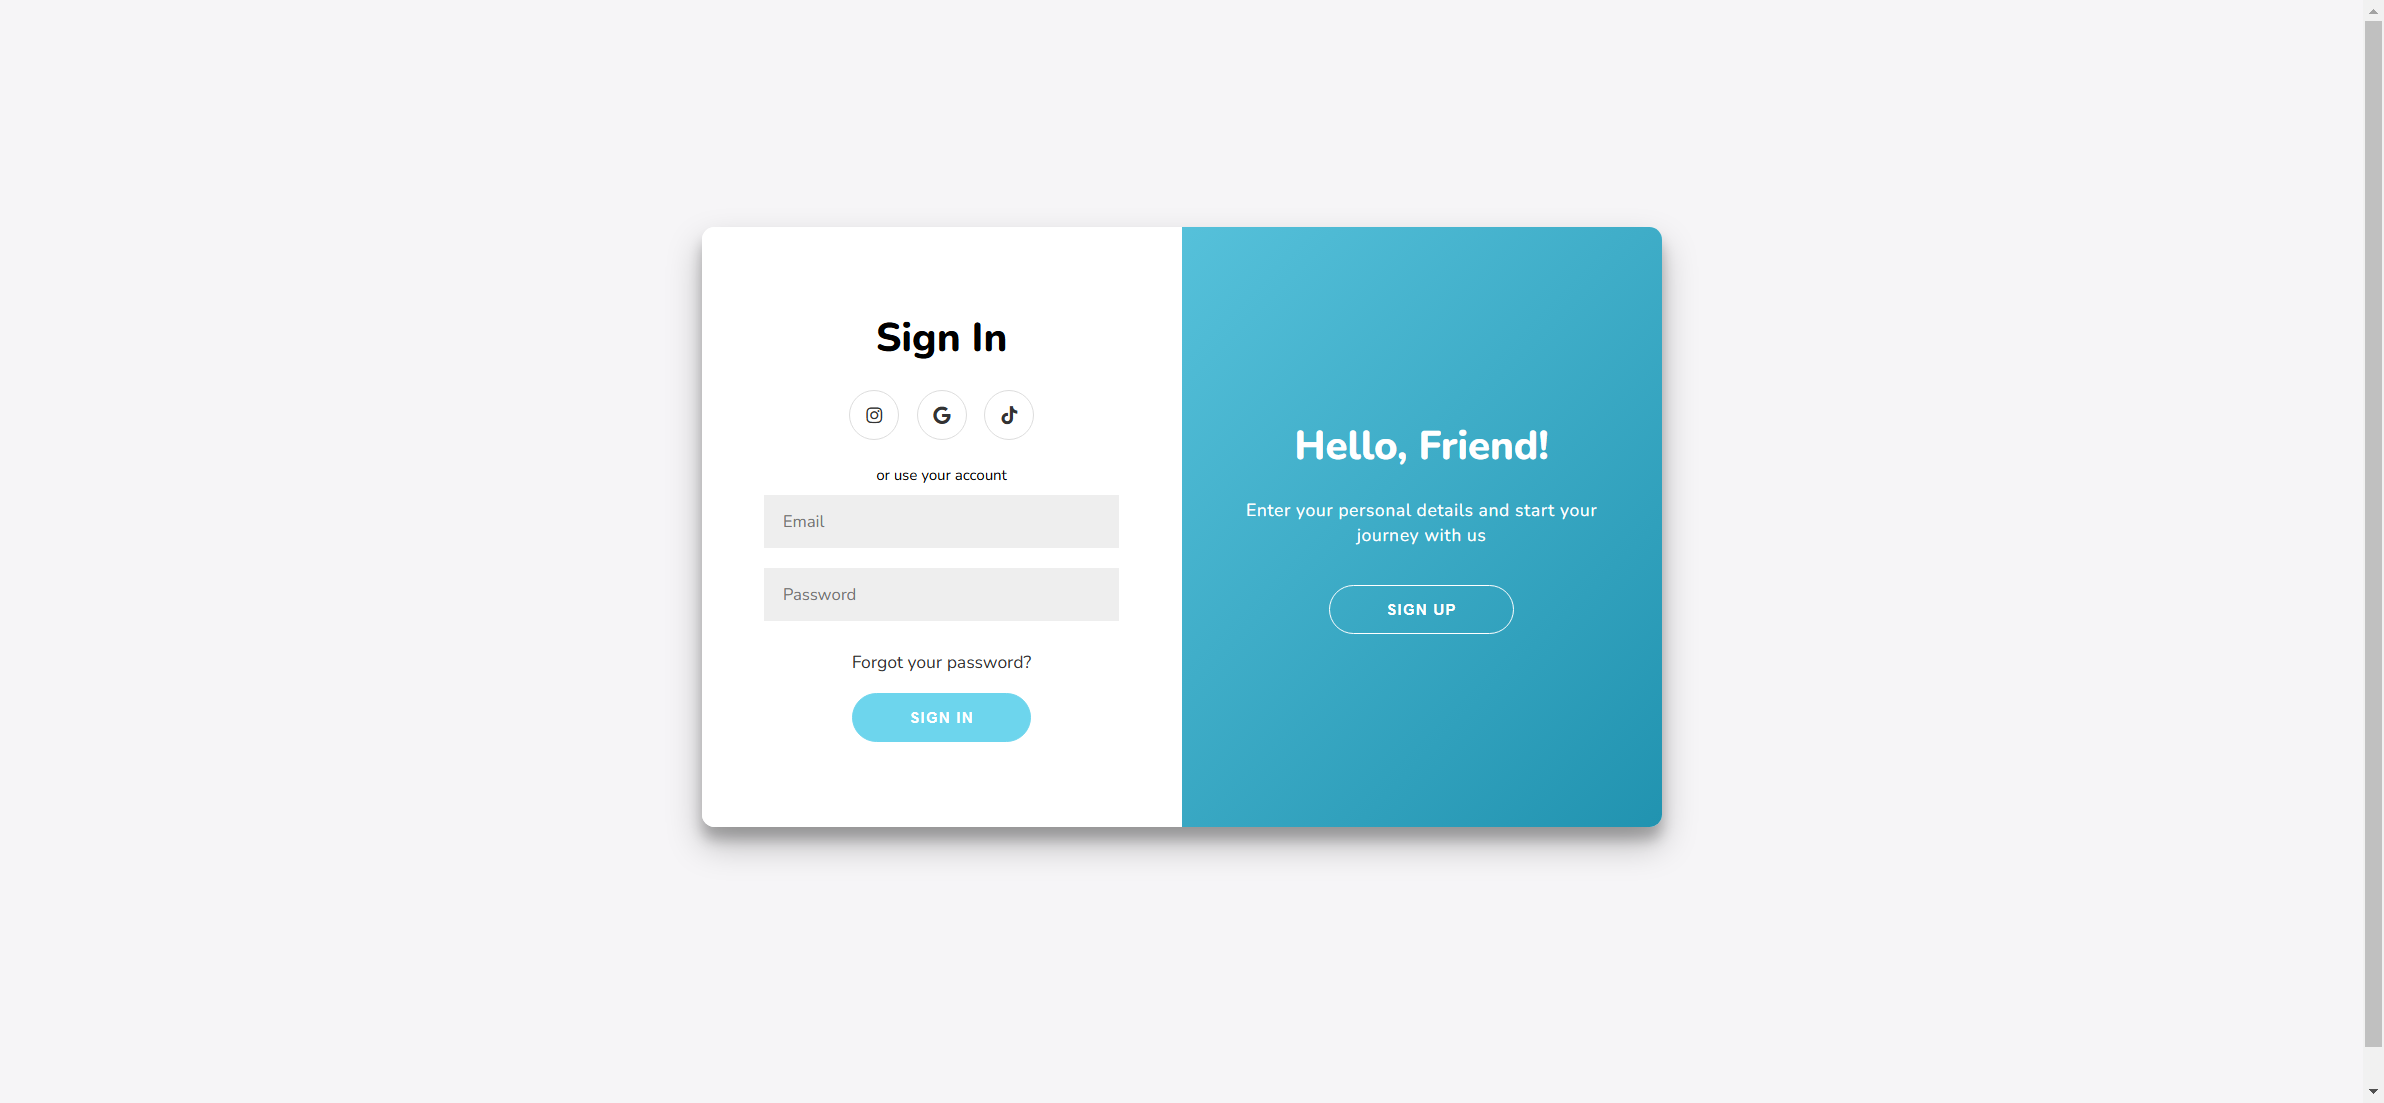 Sign In
or use your account
Email
Password
Forgot your password?
SIGN IN
Hello, Friend!
Enter your personal details and start your
journey with us
SIGN UP